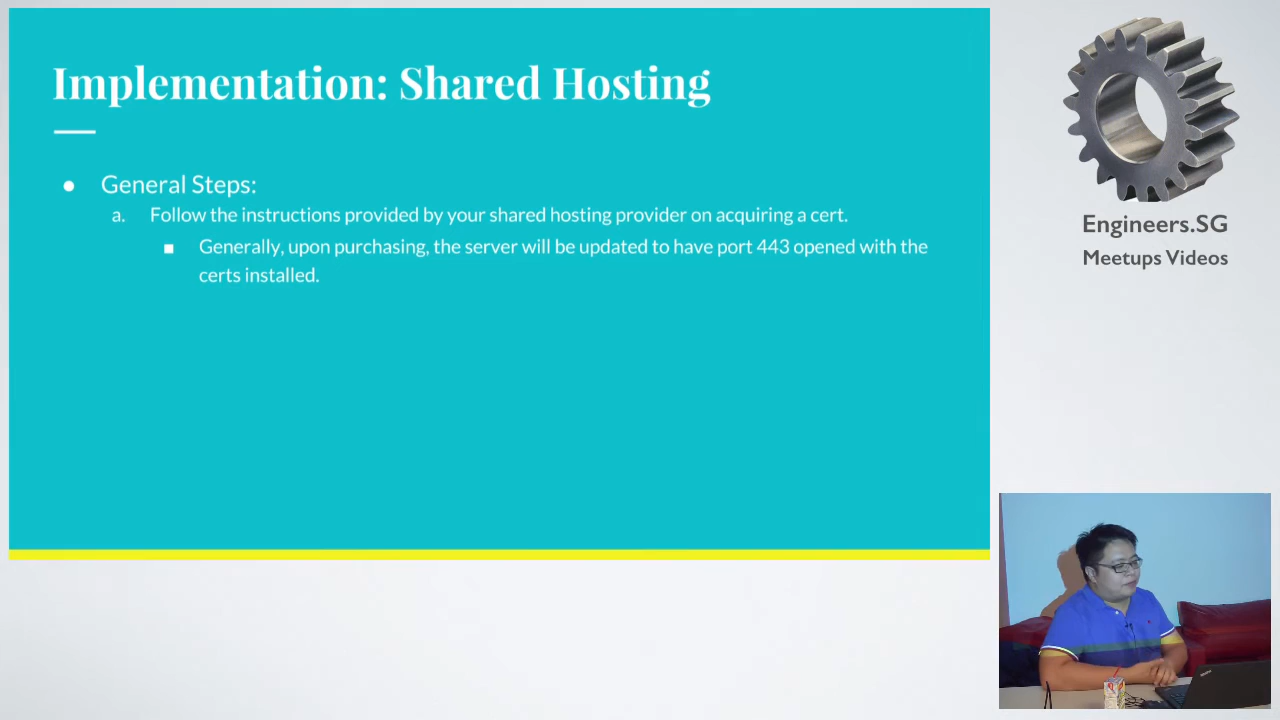 Implementation: Shared Hosting
● General Steps:
a. Follow the instructions provided by your shared hosting provider on acquiring a cert.
■ Generally, upon purchasing, the server will be updated to have port 443 opened with the
certs installed.
Engineers.SG
Meetups Videos